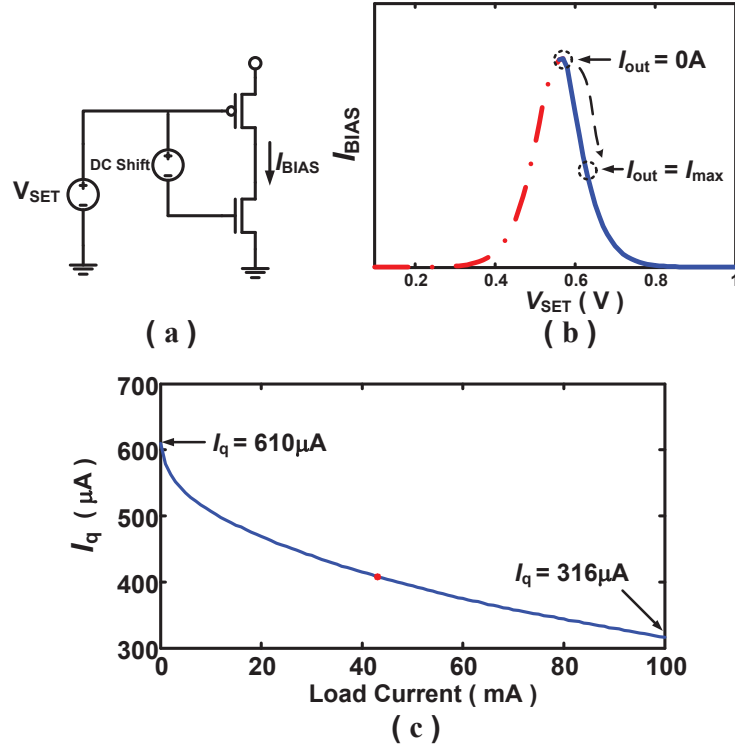 V_SET
DC Shift
I_BIAS
( a )
I_BIAS
I_out = 0A
I_out = I_max
0.2 0.4 0.6 0.8 1
V_SET ( V )
( b )
I_q ( μA )
700
600
500
400
300
I_q = 610μA
I_q = 316μA
0 20 40 60 80 100
Load Current ( mA )
( c )